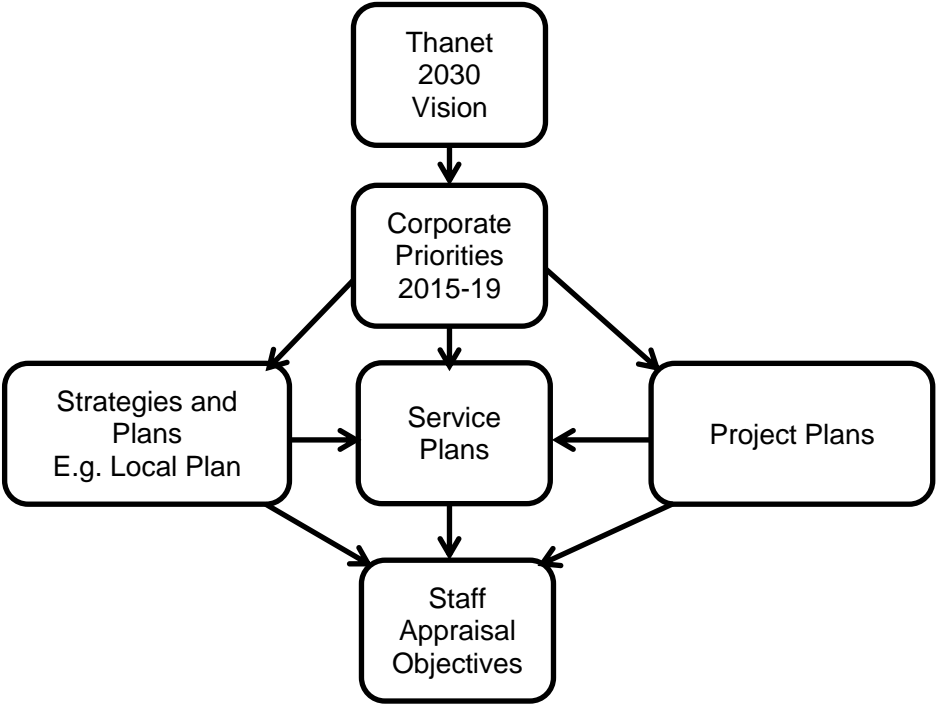 Thanet
2030
Vision
Corporate
Priorities
2015-19
Strategies and
Plans
E.g. Local Plan
Service
Plans
Project Plans
Staff
Appraisal
Objectives